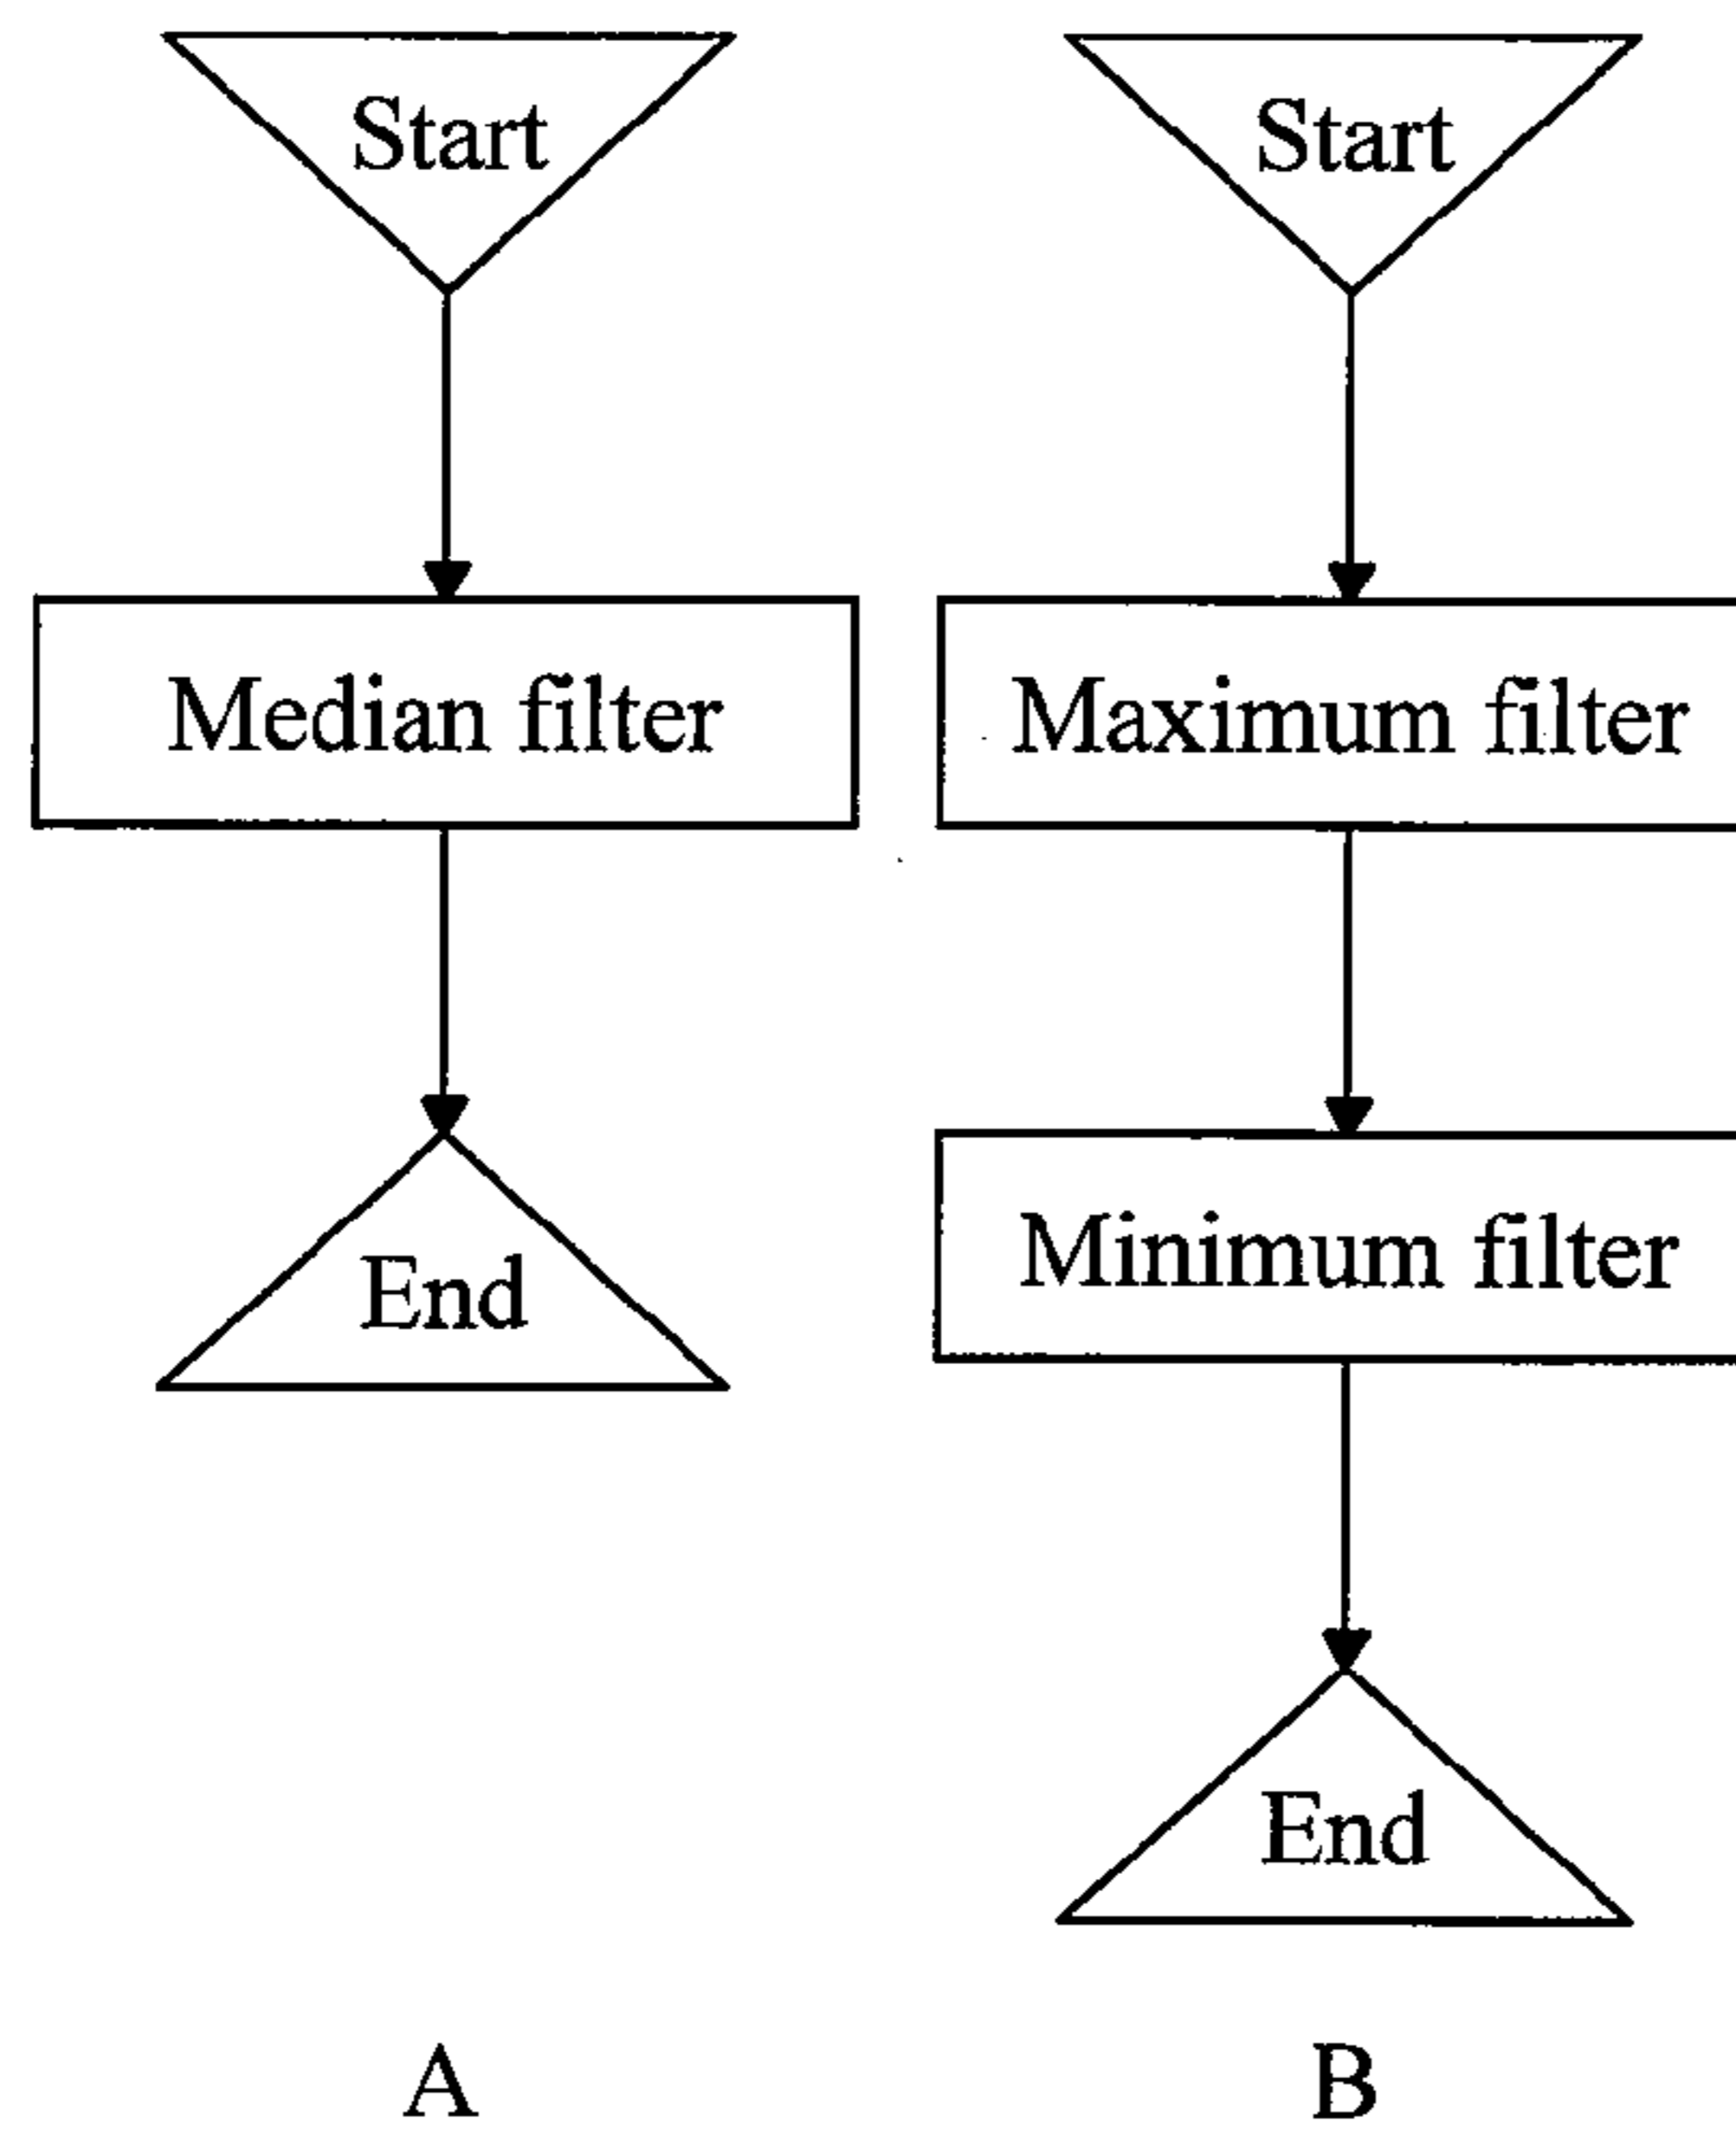 Start
Median filter
End
A
Start
Maximum filter
Minimum filter
End
B